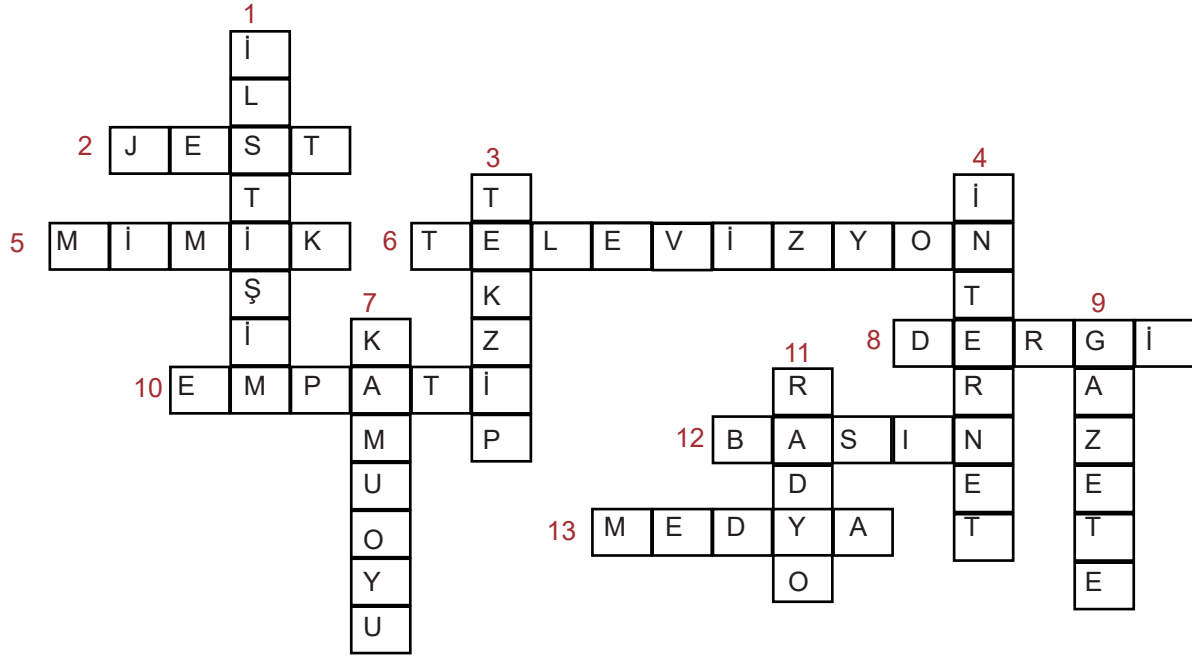 1 İLSTİŞİM
2 JEST
3 TEKZİP
4 İNTERNET
5 MİMİK
6 TELEVİZYON
7 KAMUOYU
8 DERGİ
9 GAZETE
10 EMPATİ
11 RADYO
12 BASIN
13 MEDYA